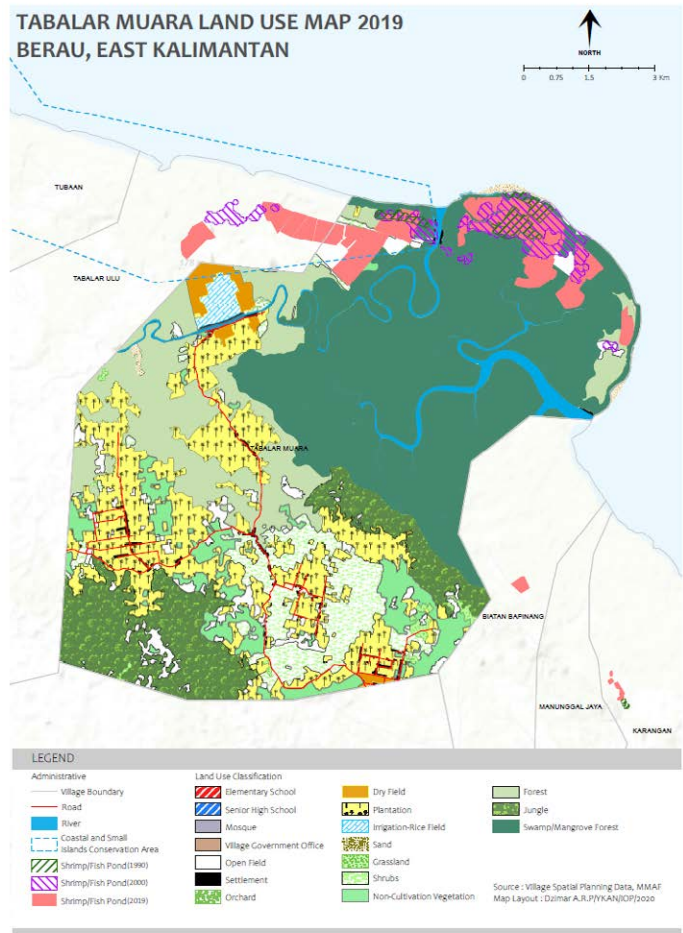 TABALAR MUARA LAND USE MAP 2019
BERAU, EAST KALIMANTAN
NORTH
0 0.75 1.5 3 Km
TUBAAN
TABALAR ULU
TABALAR MUARA
BIATAN BAPINANG
MANUNGGAL JAYA
KARANGAN
LEGEND
Administrative
Village Boundary
Road
River
Coastal and Small
Islands Conservation Area
Shrimp/Fish Pond(1990)
Shrimp/Fish Pond(2000)
Shrimp/Fish Pond(2019)
Land Use Classification
Elementary School
Senior High School
Mosque
Village Government Office
Open Field
Settlement
Orchard
Dry Field
Plantation
Irrigation-Rice Field
Sand
Grassland
Shrubs
Non-Cultivation Vegetation
Forest
Jungle
Swamp/Mangrove Forest
Source : Village Spatial Planning Data, MMAF
Map Layout : Dzimar A.R.P/YKAN/IOP/2020